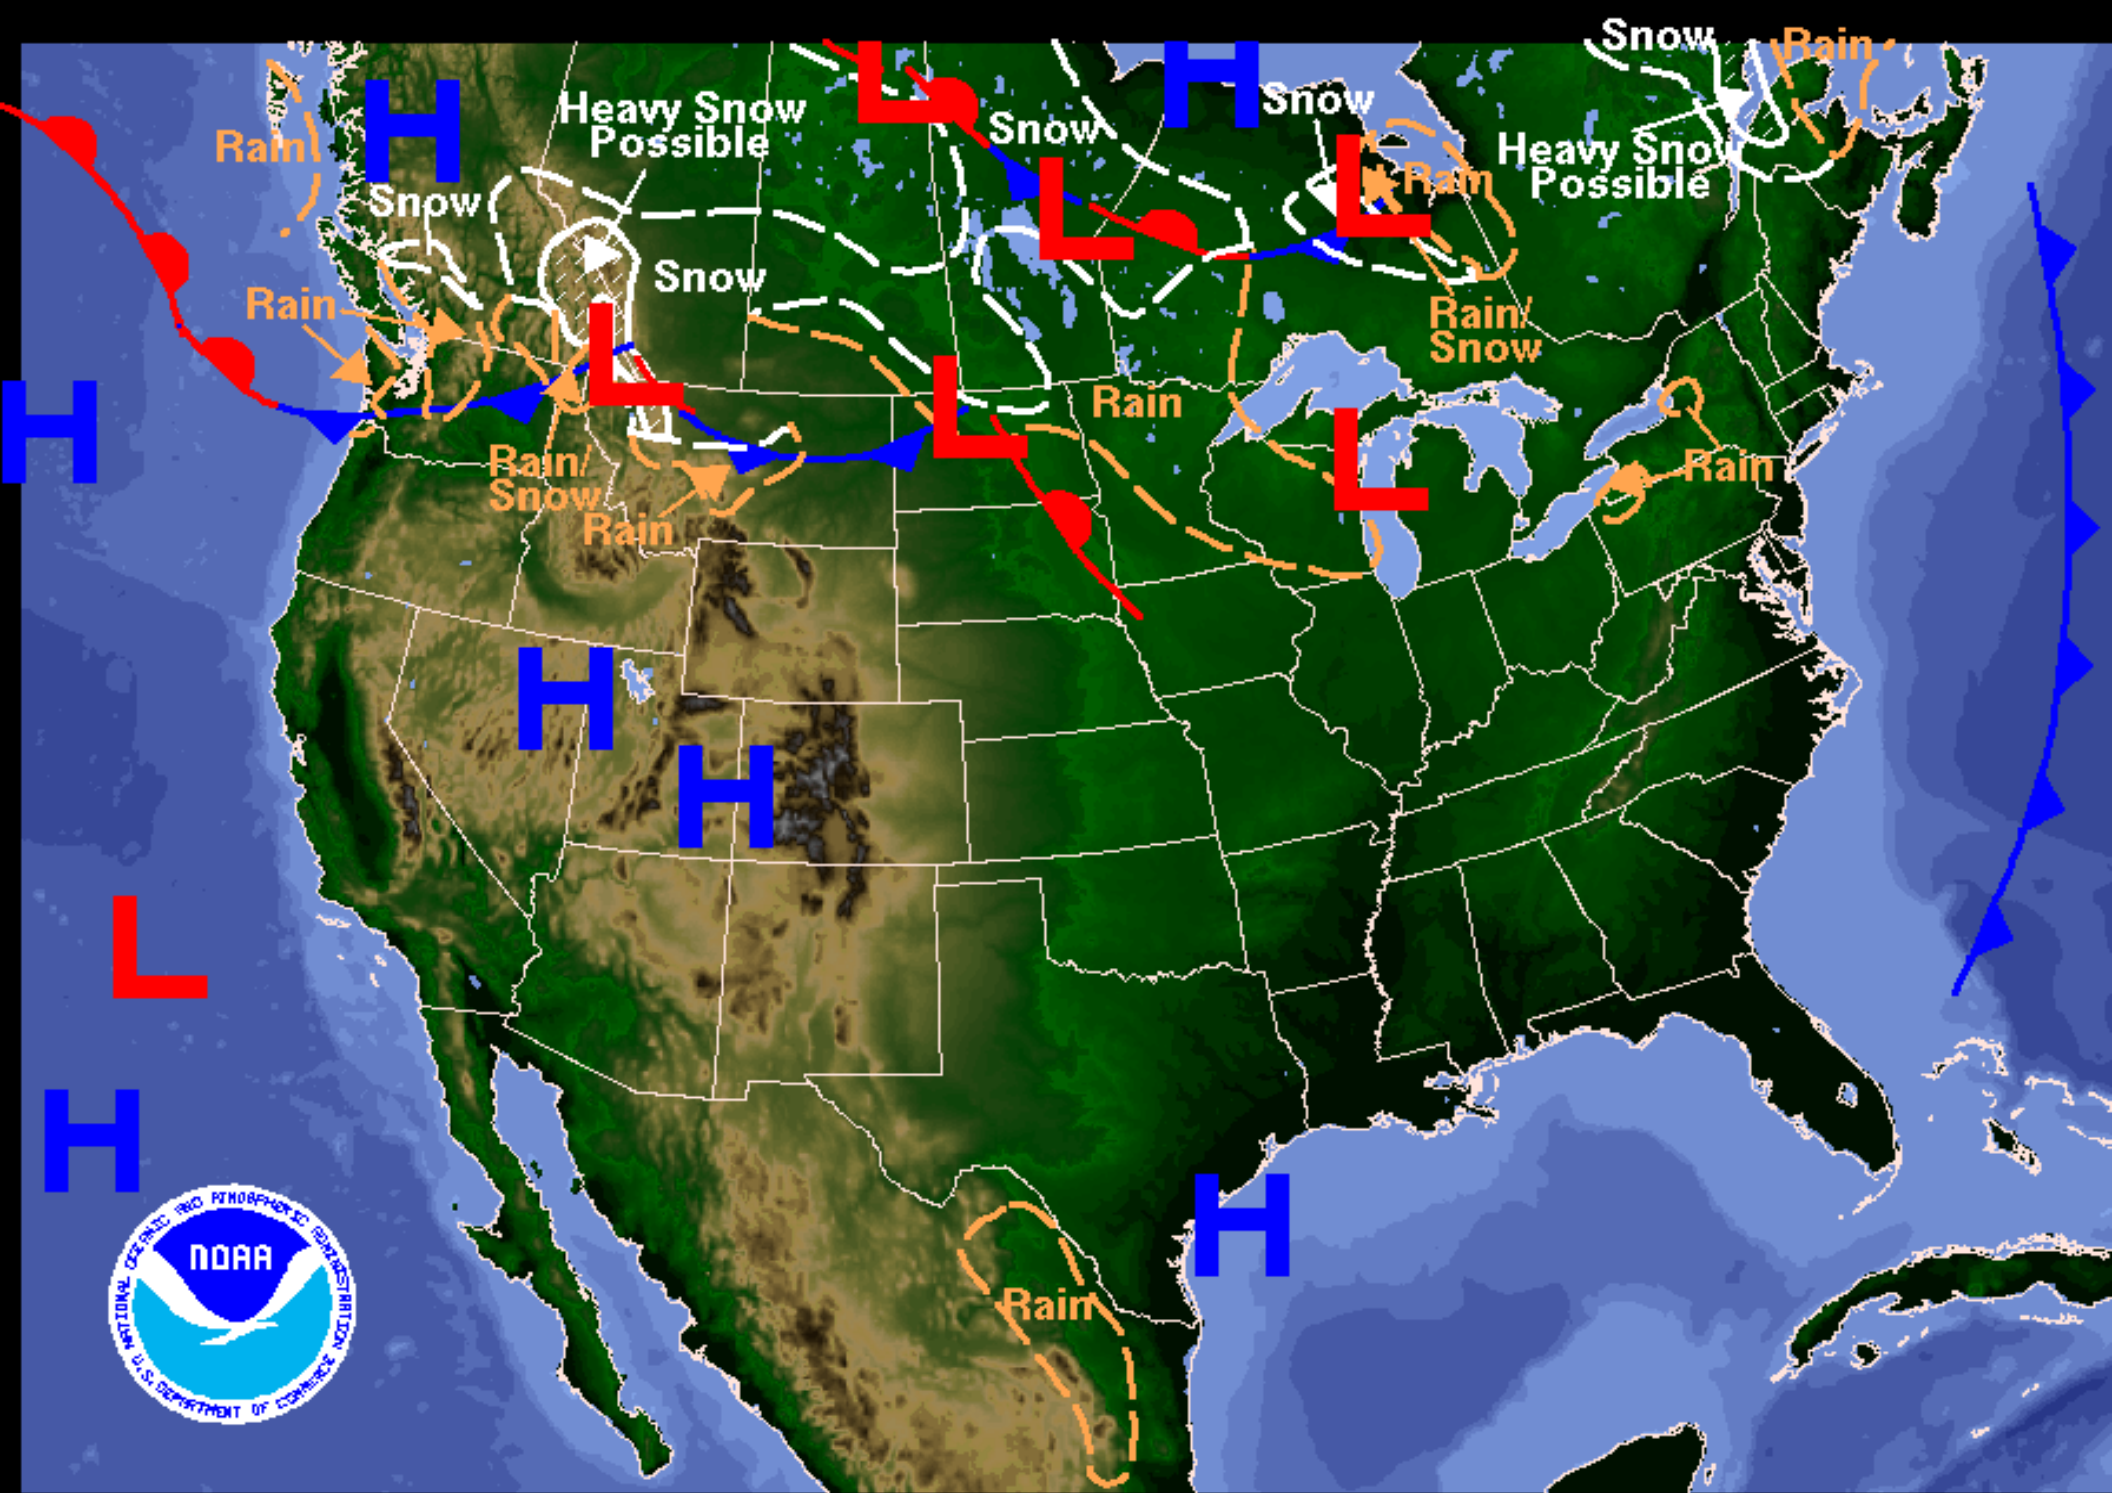 Snow
Rain
H
L
H
Heavy Snow
Possible
Snow
Snow
Rain
Heavy Snow
Possible
L
Rain
Snow
L
Snow
Rain
Rain/
Snow
L
L
H
Rain
L
Rain
Rain/
Snow
Rain
H
H
L
H
H
NATIONAL OCEANIC AND ATMOSPHERIC ADMINISTRATION
NOAA
U.S. DEPARTMENT OF COMMERCE
Rain